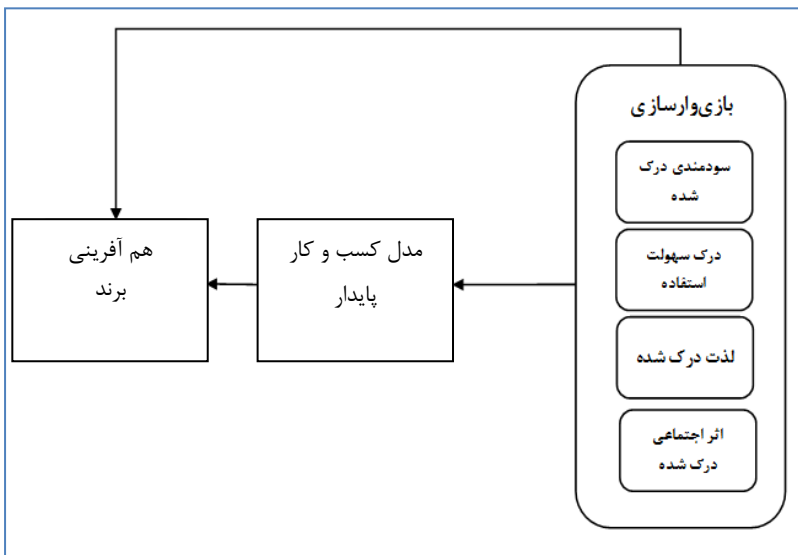 بازی‌وارسازی
سودمندی درک
شده
درک سهولت
استفاده
لذت درک شده
اثر اجتماعی
درک شده
مدل کسب و کار
پایدار
هم آفرینی
برند